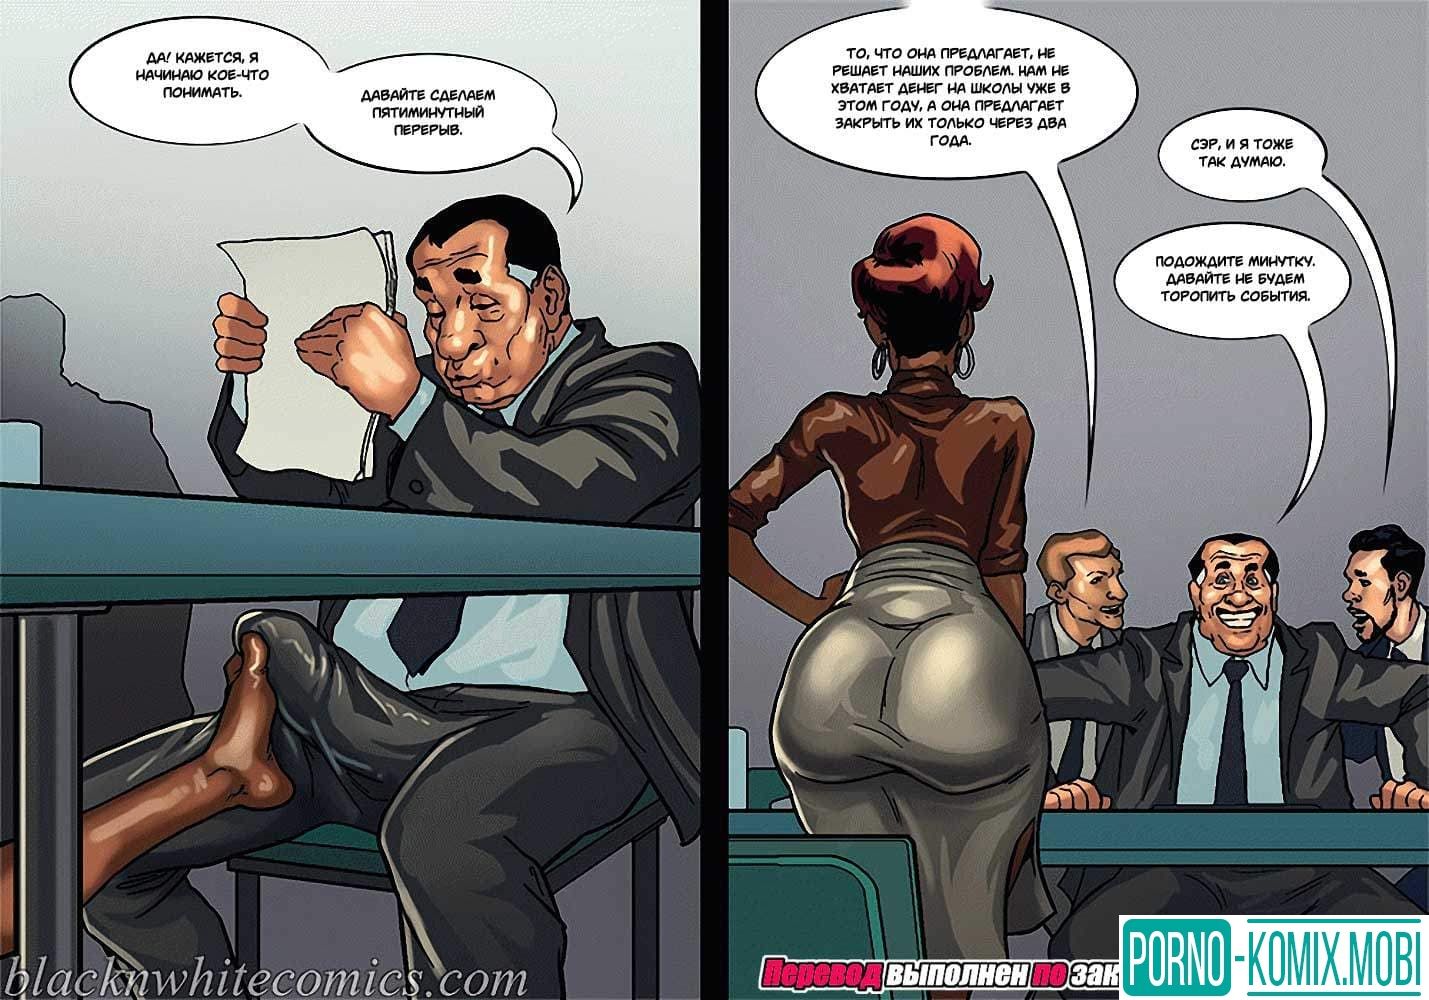 ДА! КАЖЕТСЯ, Я
НАЧИНАЮ КОЕ-ЧТО
ПОНИМАТЬ.
ДАВАЙТЕ СДЕЛАЕМ
ПЯТИМИНУТНЫЙ
ПЕРЕРЫВ.
ТО, ЧТО ОНА ПРЕДЛАГАЕТ, НЕ
РЕШАЕТ НАШИХ ПРОБЛЕМ. НАМ НЕ
ХВАТАЕТ ДЕНЕГ НА ШКОЛЫ УЖЕ В
ЭТОМ ГОДУ, А ОНА ПРЕДЛАГАЕТ
ЗАКРЫТЬ ИХ ТОЛЬКО ЧЕРЕЗ ДВА
ГОДА.
СЭР, И Я ТОЖЕ
ТАК ДУМАЮ.
ПОДОЖДИТЕ МИНУТКУ.
ДАВАЙТЕ НЕ БУДЕМ
ТОРОПИТЬ СОБЫТИЯ.
blacknwhitecomics.com
Перевод выполнен по зак
PORNO-KOMIX.MOBI